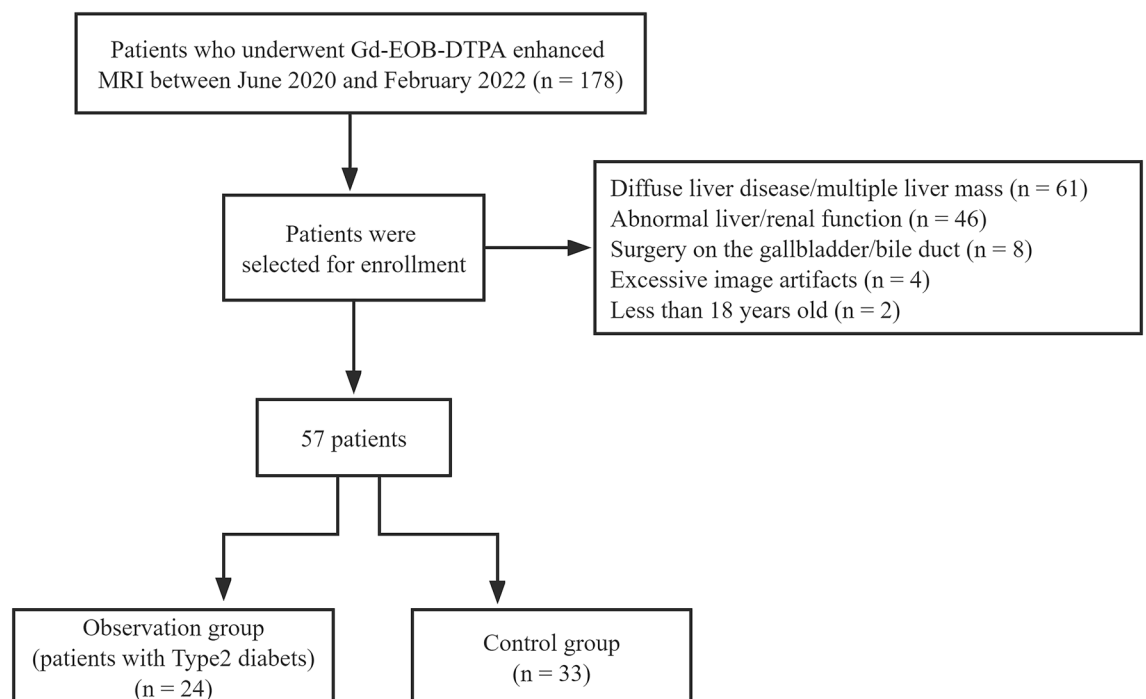 Patients who underwent Gd-EOB-DTPA enhanced
MRI between June 2020 and February 2022 (n = 178)
Patients were
selected for enrollment
Diffuse liver disease/multiple liver mass (n = 61)
Abnormal liver/renal function (n = 46)
Surgery on the gallbladder/bile duct (n = 8)
Excessive image artifacts (n = 4)
Less than 18 years old (n = 2)
57 patients
Observation group
(patients with Type2 diabets)
(n = 24)
Control group
(n = 33)